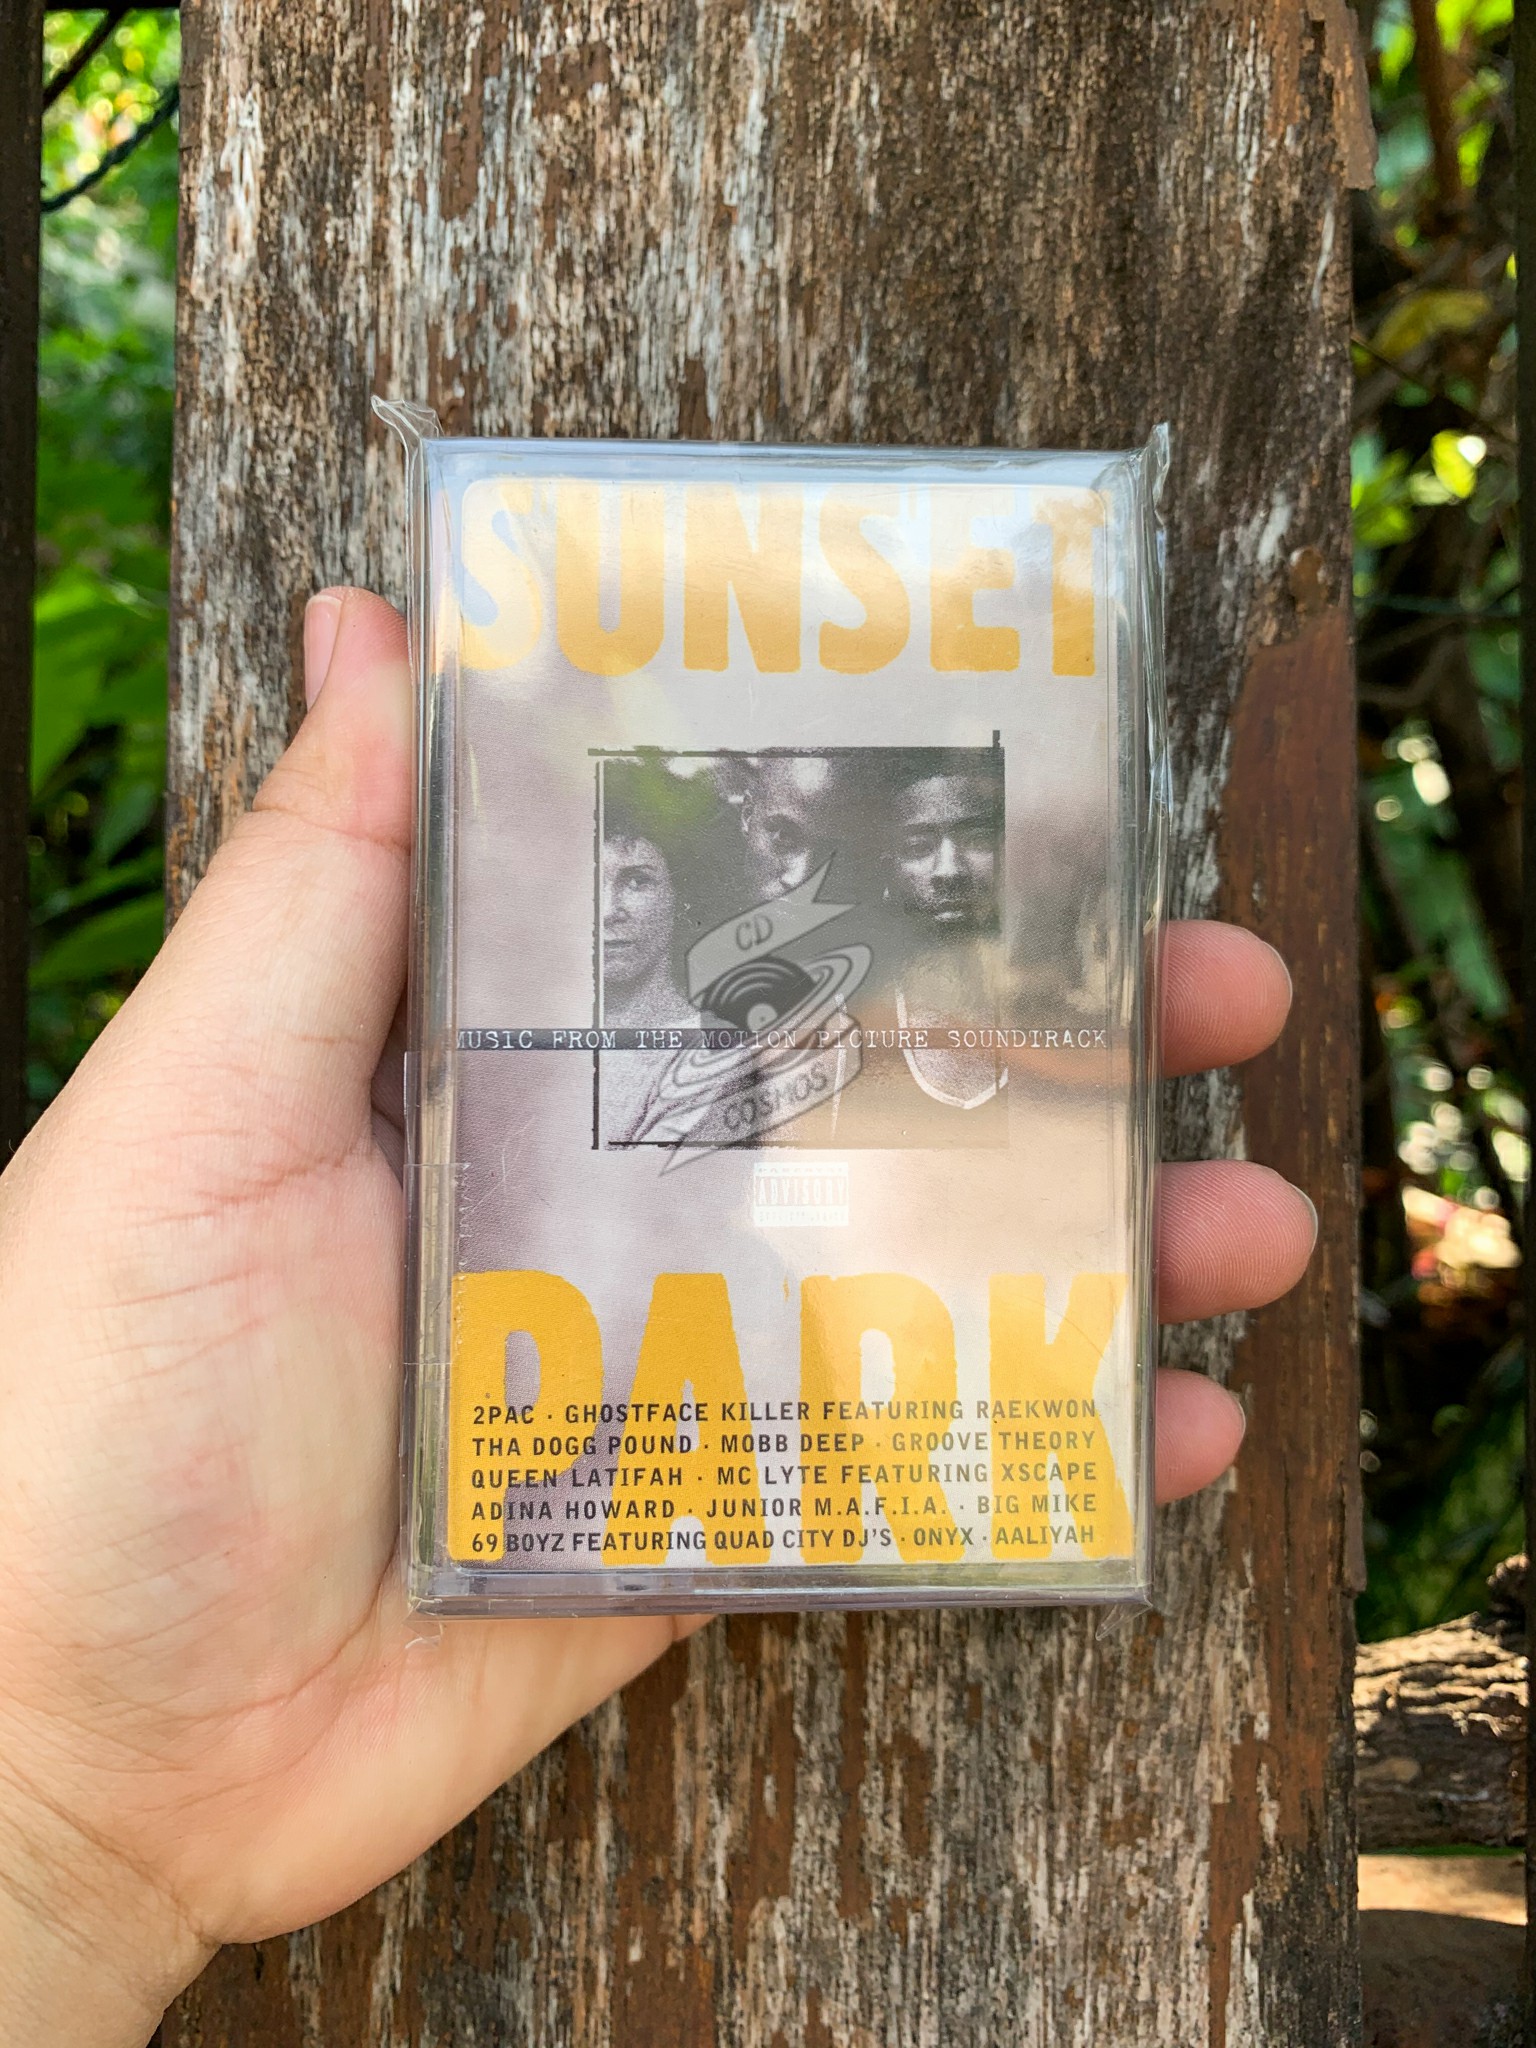 SUNSET
CD
MUSIC FROM THE MOTION PICTURE SOUNDTRACK
COSMOS
ADVISORY
PARK
2PAC · GHOSTFACE KILLER FEATURING RAEKWON
THA DOGG POUND · MOBB DEEP · GROOVE THEORY
QUEEN LATIFAH · MC LYTE FEATURING XSCAPE
ADINA HOWARD · JUNIOR M.A.F.I.A. · BIG MIKE
69 BOYZ FEATURING QUAD CITY DJ'S · ONYX · AALIYAH